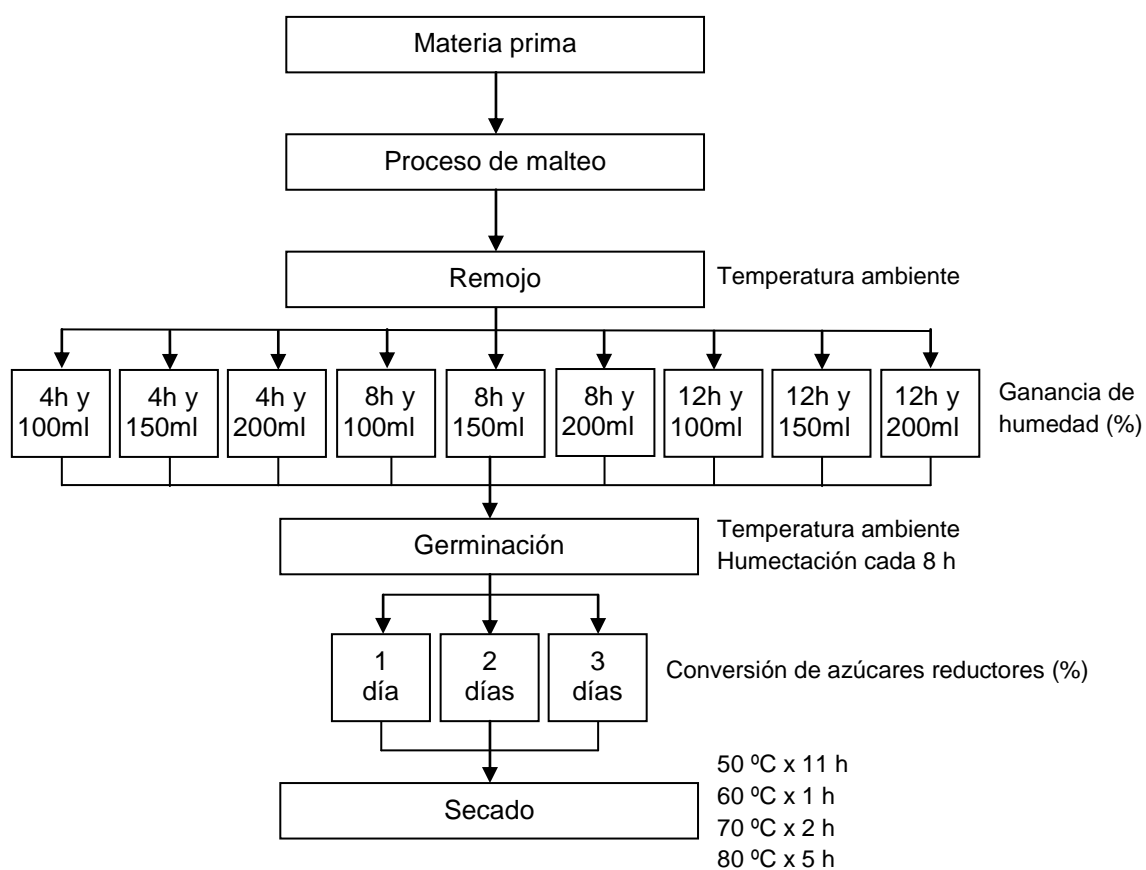 Materia prima
Proceso de malteo
Remojo
Temperatura ambiente
4h y
100ml
4h y
150ml
4h y
200ml
8h y
100ml
8h y
150ml
8h y
200ml
12h y
100ml
12h y
150ml
12h y
200ml
Ganancia de
humedad (%)
Germinación
Temperatura ambiente
Humectación cada 8 h
1
día
2
días
3
días
Conversión de azúcares reductores (%)
Secado
50 ºC x 11 h
60 ºC x 1 h
70 ºC x 2 h
80 ºC x 5 h